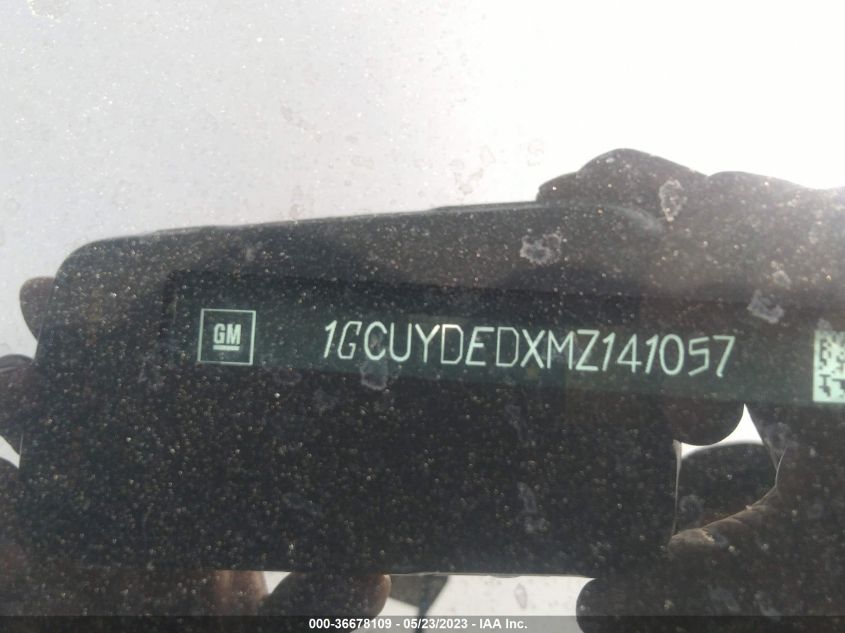 GM 1GCUYDEDXMZ141057
000-36678109 - 05/23/2023 - IAA Inc.